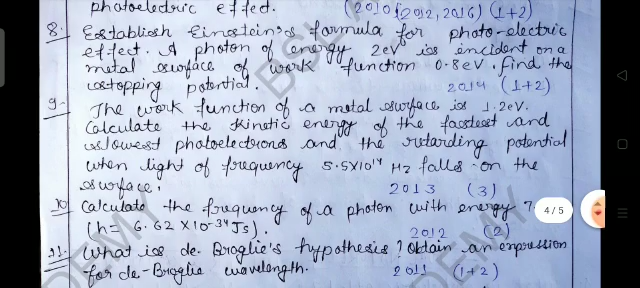 photoelectric effect. (2010, 2012, 2016) (1+2)
8. Establish Einstein's formula for photo-electric
effect. A photon of energy 2eV is incident on a
metal surface of work function 0.8eV. find the
stopping potential. 2014 (1+2)
9. The work function of a metal surface is 1.2eV.
Calculate the kinetic energy of the fastest and
slowest photoelectrons and the retarding potential
when light of frequency 5.5×10¹⁴ Hz falls on the
surface. 2013 (3)
10. Calculate the frequency of a photon with energy 7
4/5
(h = 6.62 × 10⁻³⁴ Js). 2012 (2)
11. What is de-Broglie's hypothesis? Obtain an expression
for de-Broglie wavelength. 2011 (1+2)